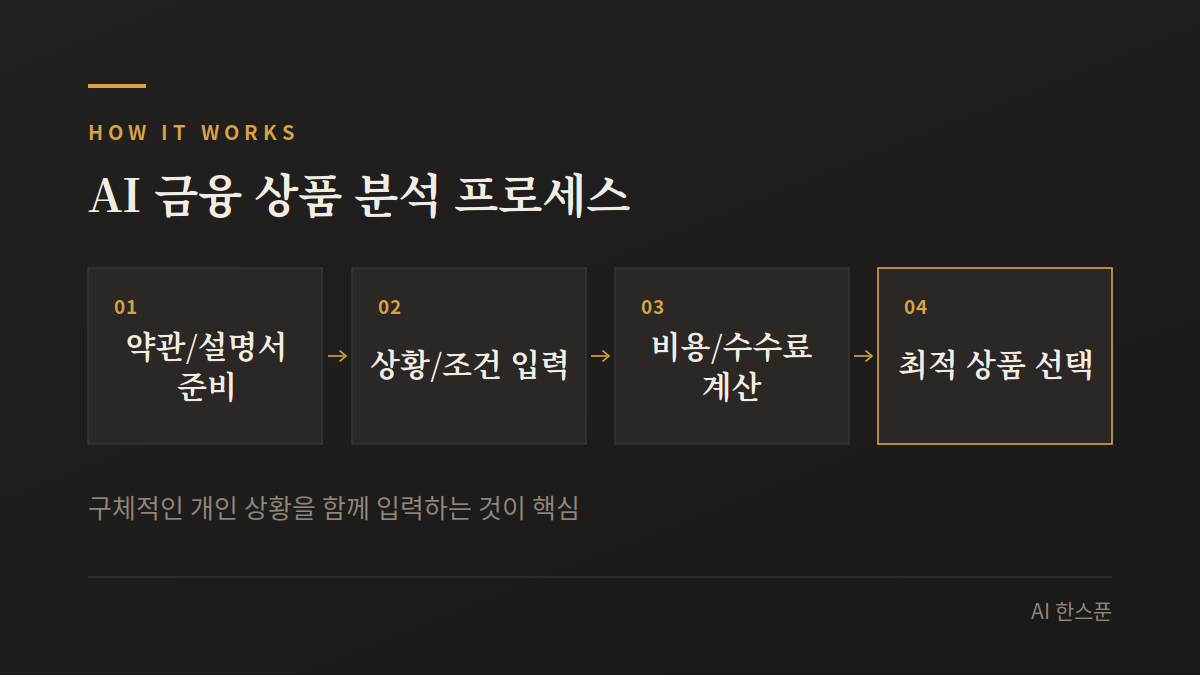 HOW IT WORKS
AI 금융 상품 분석 프로세스
01
약관/설명서
준비
→
02
상황/조건 입력
→
03
비용/수수료
계산
→
04
최적 상품 선택
구체적인 개인 상황을 함께 입력하는 것이 핵심
AI 한스푼